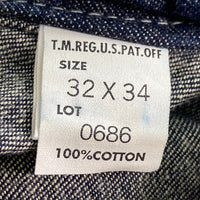 T.M.REG.U.S.PAT.OFF
SIZE
32 X 34
LOT
0686
100%COTTON